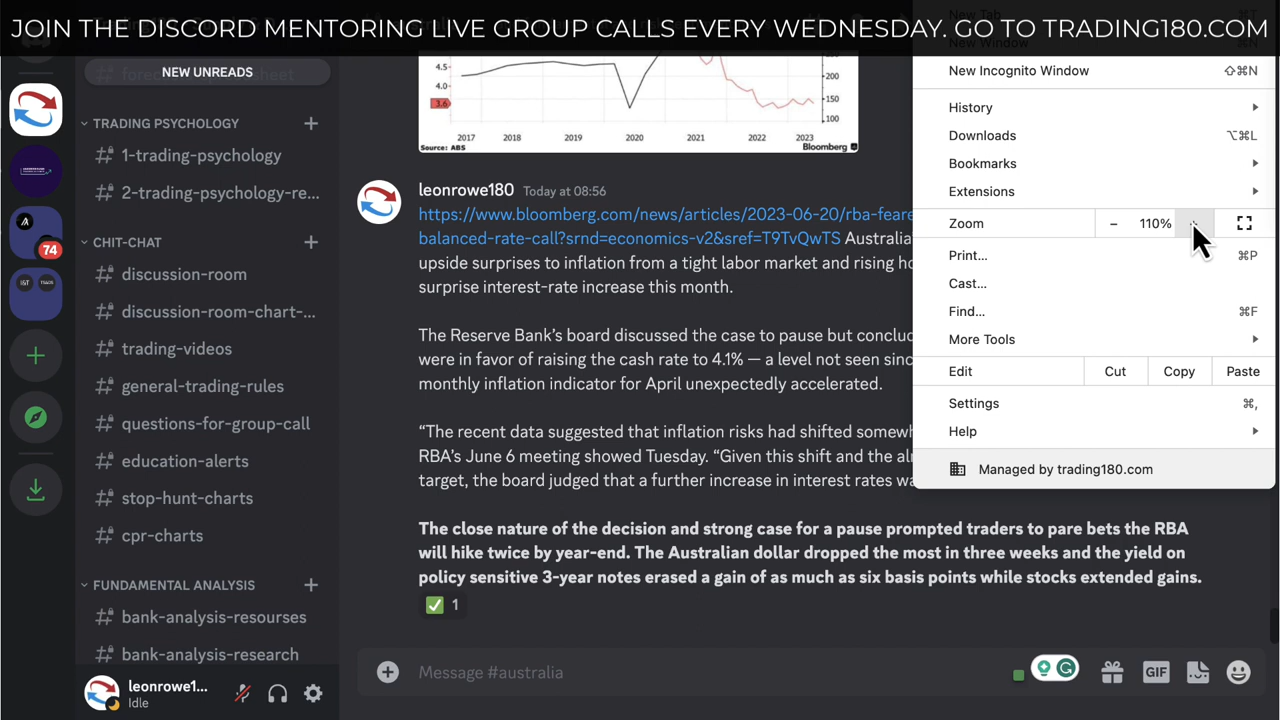 JOIN THE DISCORD MENTORING LIVE GROUP CALLS EVERY WEDNESDAY. GO TO TRADING180.COM
NEW UNREADS
TRADING PSYCHOLOGY
1-trading-psychology
2-trading-psychology-re...
74
CHIT-CHAT
discussion-room
discussion-room-chart-...
trading-videos
general-trading-rules
questions-for-group-call
education-alerts
stop-hunt-charts
cpr-charts
FUNDAMENTAL ANALYSIS
bank-analysis-resourses
bank-analysis-research
leonrowe1...
Idle
4.5
4.0
3.6
200
150
100
2017 2018 2019 2020 2021 2022 2023
Source: ABS
Bloomberg
leonrowe180 Today at 08:56
https://www.bloomberg.com/news/articles/2023-06-20/rba-feare
balanced-rate-call?srnd=economics-v2&sref=T9TvQwTS Australia
upside surprises to inflation from a tight labor market and rising ho
surprise interest-rate increase this month.
The Reserve Bank's board discussed the case to pause but conclu
were in favor of raising the cash rate to 4.1% — a level not seen sinc
monthly inflation indicator for April unexpectedly accelerated.
“The recent data suggested that inflation risks had shifted somewh
RBA's June 6 meeting showed Tuesday. “Given this shift and the al
target, the board judged that a further increase in interest rates wa
The close nature of the decision and strong case for a pause prompted traders to pare bets the RBA
will hike twice by year-end. The Australian dollar dropped the most in three weeks and the yield on
policy sensitive 3-year notes erased a gain of as much as six basis points while stocks extended gains.
1
Message #australia
GIF
New Window
New Incognito Window ⇧⌘N
History
Downloads ⌥⌘L
Bookmarks
Extensions
Zoom − 110%
Print... ⌘P
Cast...
Find... ⌘F
More Tools
Edit Cut Copy Paste
Settings ⌘,
Help
Managed by trading180.com